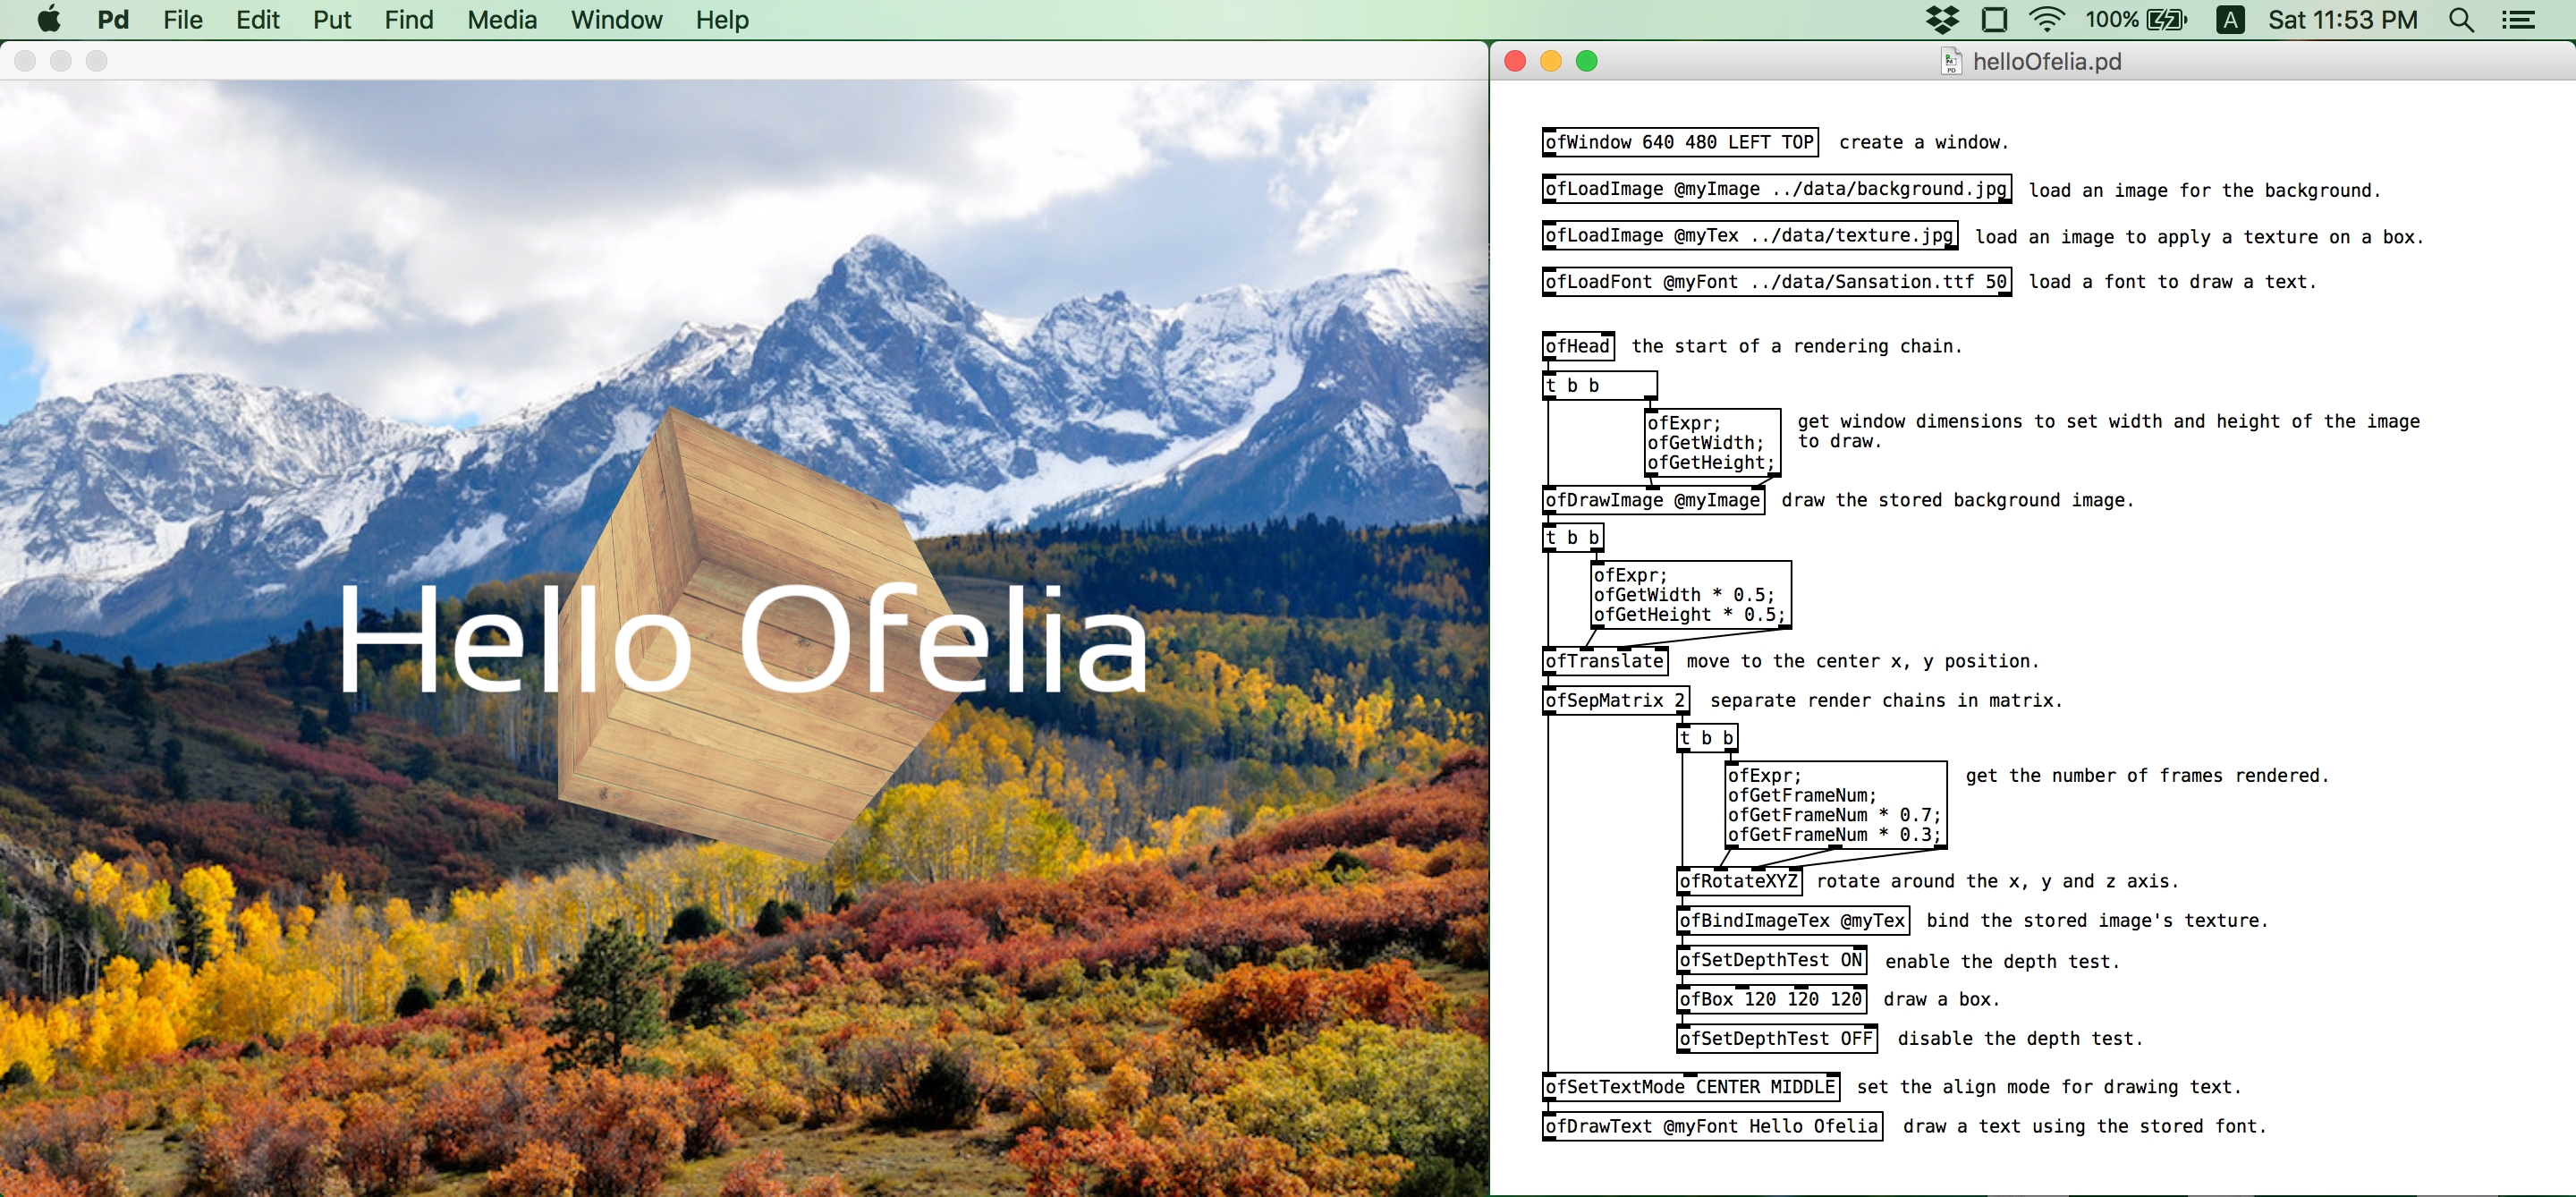 Pd File Edit Put Find Media Window Help 100% A Sat 11:53 PM
helloOfelia.pd
Hello Ofelia
ofWindow 640 480 LEFT TOP create a window.
ofLoadImage @myImage ../data/background.jpg load an image for the background.
ofLoadImage @myTex ../data/texture.jpg load an image to apply a texture on a box.
ofLoadFont @myFont ../data/Sansation.ttf 50 load a font to draw a text.
ofHead the start of a rendering chain.
t b b
ofExpr;
ofGetWidth;
ofGetHeight;
get window dimensions to set width and height of the image
to draw.
ofDrawImage @myImage draw the stored background image.
t b b
ofExpr;
ofGetWidth * 0.5;
ofGetHeight * 0.5;
ofTranslate move to the center x, y position.
ofSepMatrix 2 separate render chains in matrix.
t b b
ofExpr; get the number of frames rendered.
ofGetFrameNum;
ofGetFrameNum * 0.7;
ofGetFrameNum * 0.3;
ofRotateXYZ rotate around the x, y and z axis.
ofBindImageTex @myTex bind the stored image's texture.
ofSetDepthTest ON enable the depth test.
ofBox 120 120 120 draw a box.
ofSetDepthTest OFF disable the depth test.
ofSetTextMode CENTER MIDDLE set the align mode for drawing text.
ofDrawText @myFont Hello Ofelia draw a text using the stored font.